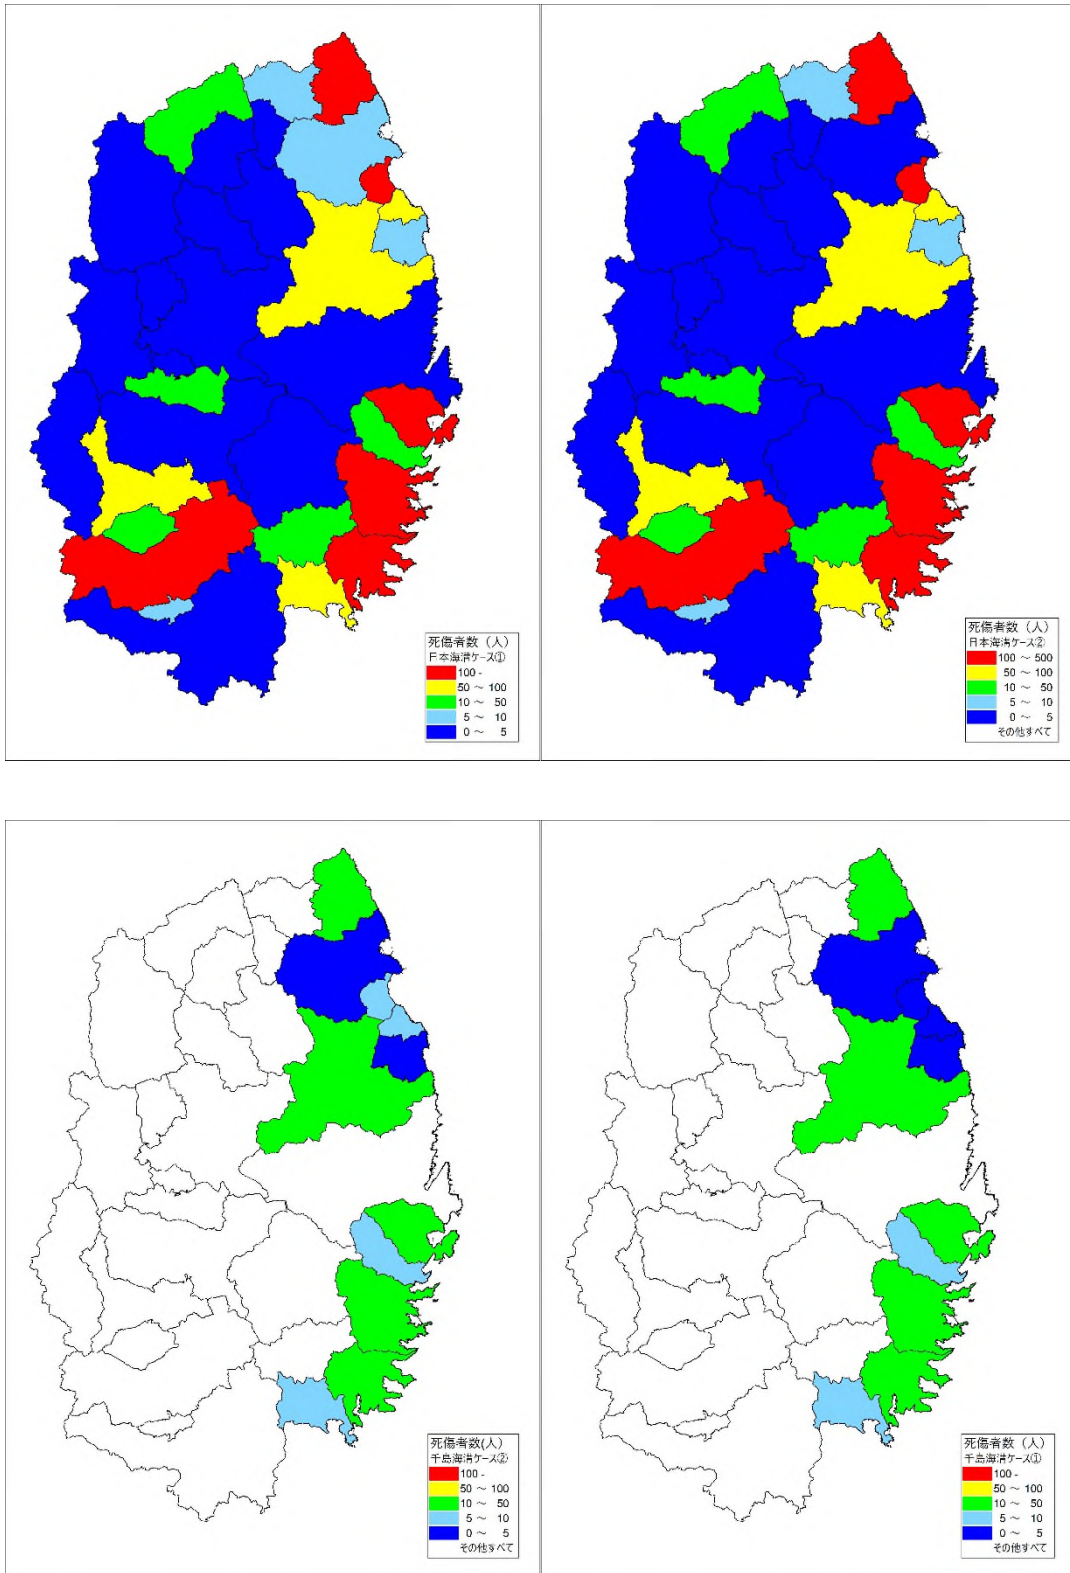 死傷者数（人）
日本海溝ケース①
100 -
50 ～ 100
10 ～ 50
5 ～ 10
0 ～ 5
死傷者数（人）
日本海溝ケース②
100 ～ 500
50 ～ 100
10 ～ 50
5 ～ 10
0 ～ 5
その他すべて
死傷者数(人)
千島海溝ケース②
100 -
50 ～ 100
10 ～ 50
5 ～ 10
0 ～ 5
その他すべて
死傷者数（人）
千島海溝ケース①
100 -
50 ～ 100
10 ～ 50
5 ～ 10
0 ～ 5
その他すべて